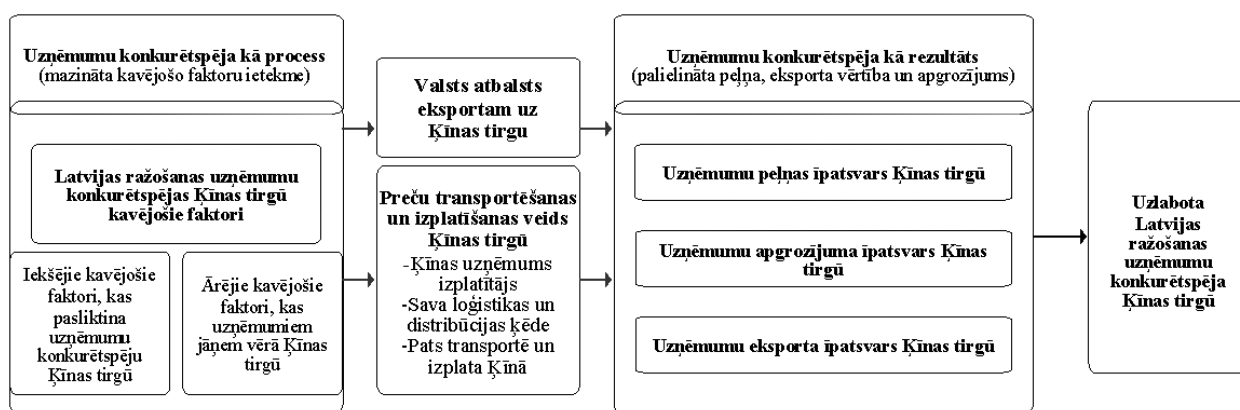 Uzņēmumu konkurētspēja kā process
(mazināta kavējošo faktoru ietekme)
Latvijas ražošanas uzņēmumu
konkurētspējas Ķīnas tirgū
kavējošie faktori
Iekšējie kavējošie
faktori, kas
pasliktina
uzņēmumu
konkurētspēju
Ķīnas tirgū
Ārējie kavējošie
faktori, kas
uzņēmumiem
jāņem vērā Ķīnas
tirgū
Valsts atbalsts
eksportam uz
Ķīnas tirgu
Preču transportēšanas
un izplatīšanas veids
Ķīnas tirgū
-Ķīnas uzņēmums
izplatītājs
-Sava loģistikas un
distribūcijas ķēde
-Pats transportē un
izplata Ķīnā
Uzņēmumu konkurētspēja kā rezultāts
(palielināta peļņa, eksporta vērtība un apgrozījums)
Uzņēmumu peļņas īpatsvars Ķīnas tirgū
Uzņēmumu apgrozījuma īpatsvars Ķīnas
tirgū
Uzņēmumu eksporta īpatsvars Ķīnas tirgū
Uzlabota
Latvijas
ražošanas
uzņēmumu
konkurētspēja
Ķīnas tirgū